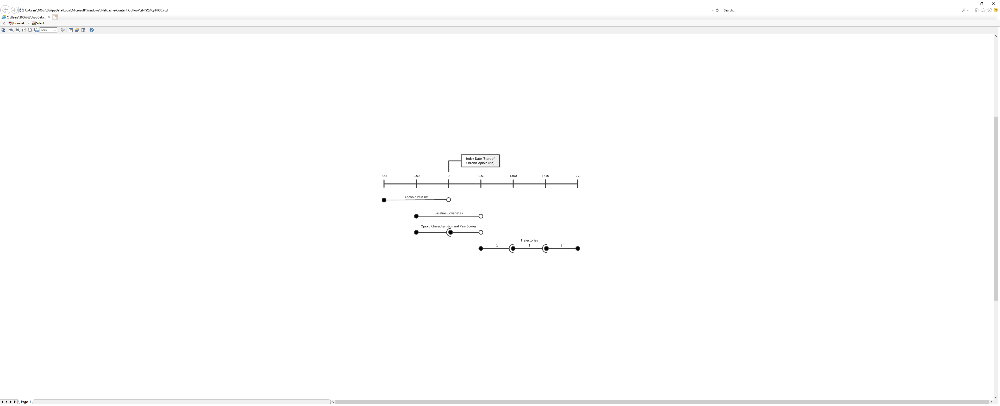 C:\Users\1066763\AppData\Local\Microsoft\Windows\INetCache\Content.Outlook\9NISQAQH\R36.vsd
Search...
C:\Users\1066763\AppData...
Convert
Select
129%
Index Date (Start of
Chronic opioid use)
-365 -180 0 +180 +360 +540 +720
Chronic Pain Dx
Baseline Covariates
Opioid Characteristics and Pain Scores
Trajectories
1 2 3
Page-1